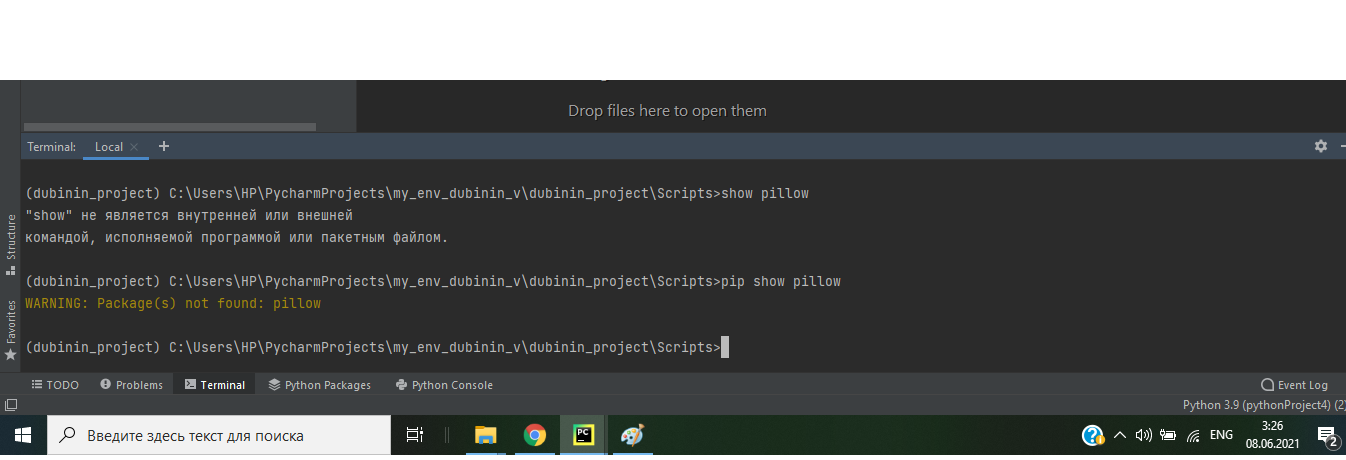 Drop files here to open them
Terminal: Local × +
(dubinin_project) C:\Users\HP\PycharmProjects\my_env_dubinin_v\dubinin_project\Scripts>show pillow
"show" не является внутренней или внешней
командой, исполняемой программой или пакетным файлом.
(dubinin_project) C:\Users\HP\PycharmProjects\my_env_dubinin_v\dubinin_project\Scripts>pip show pillow
WARNING: Package(s) not found: pillow
(dubinin_project) C:\Users\HP\PycharmProjects\my_env_dubinin_v\dubinin_project\Scripts>
Structure
Favorites
TODO Problems Terminal Python Packages Python Console Event Log
Python 3.9 (pythonProject4) (2)
Введите здесь текст для поиска
PC
ENG
3:26
08.06.2021
2